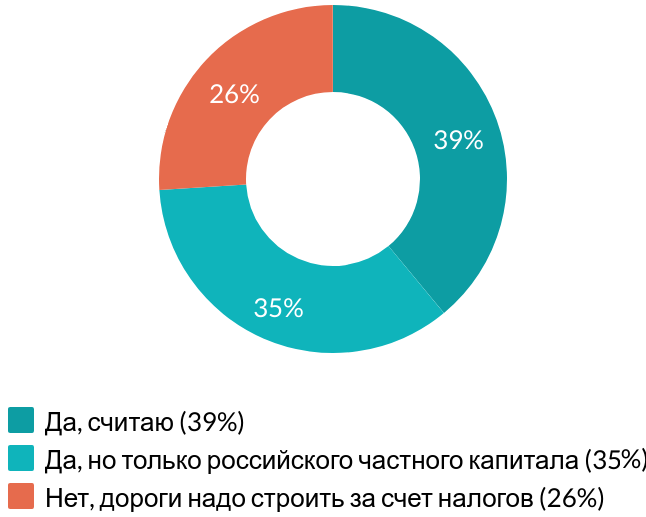 26%
39%
35%
Да, считаю (39%)
Да, но только российского частного капитала (35%)
Нет, дороги надо строить за счет налогов (26%)